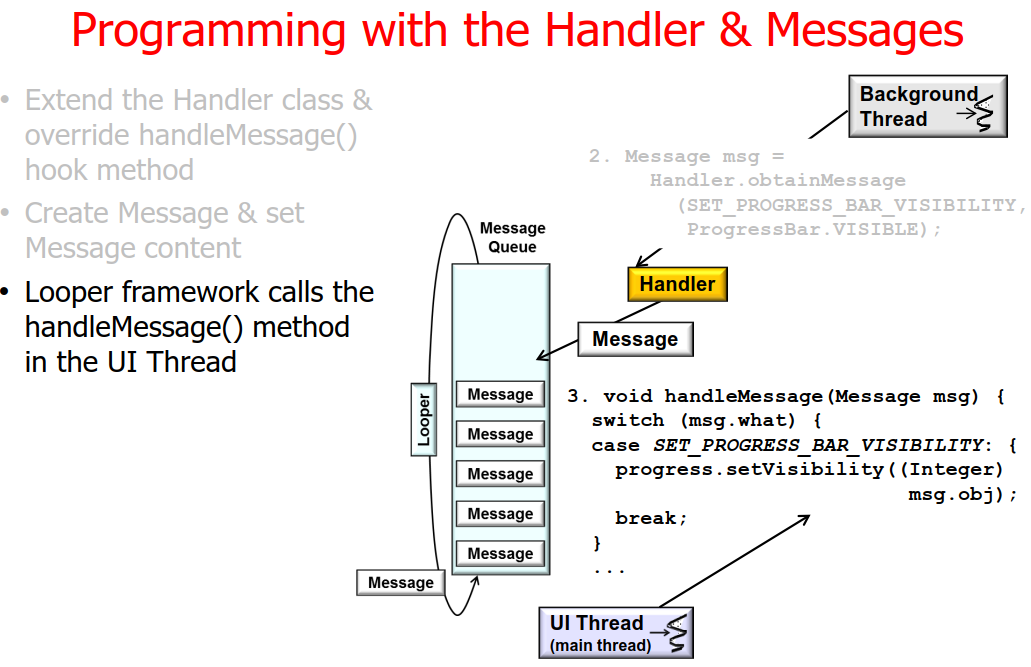 Programming with the Handler & Messages
• Extend the Handler class &
override handleMessage()
hook method
• Create Message & set
Message content
• Looper framework calls the
handleMessage() method
in the UI Thread
Background
Thread
2. Message msg =
Handler.obtainMessage
(SET_PROGRESS_BAR_VISIBILITY,
ProgressBar.VISIBLE);
Message
Queue
Handler
Message
Looper
Message
Message
Message
Message
Message
Message
3. void handleMessage(Message msg) {
switch (msg.what) {
case SET_PROGRESS_BAR_VISIBILITY: {
progress.setVisibility((Integer)
msg.obj);
break;
}
...
UI Thread
(main thread)